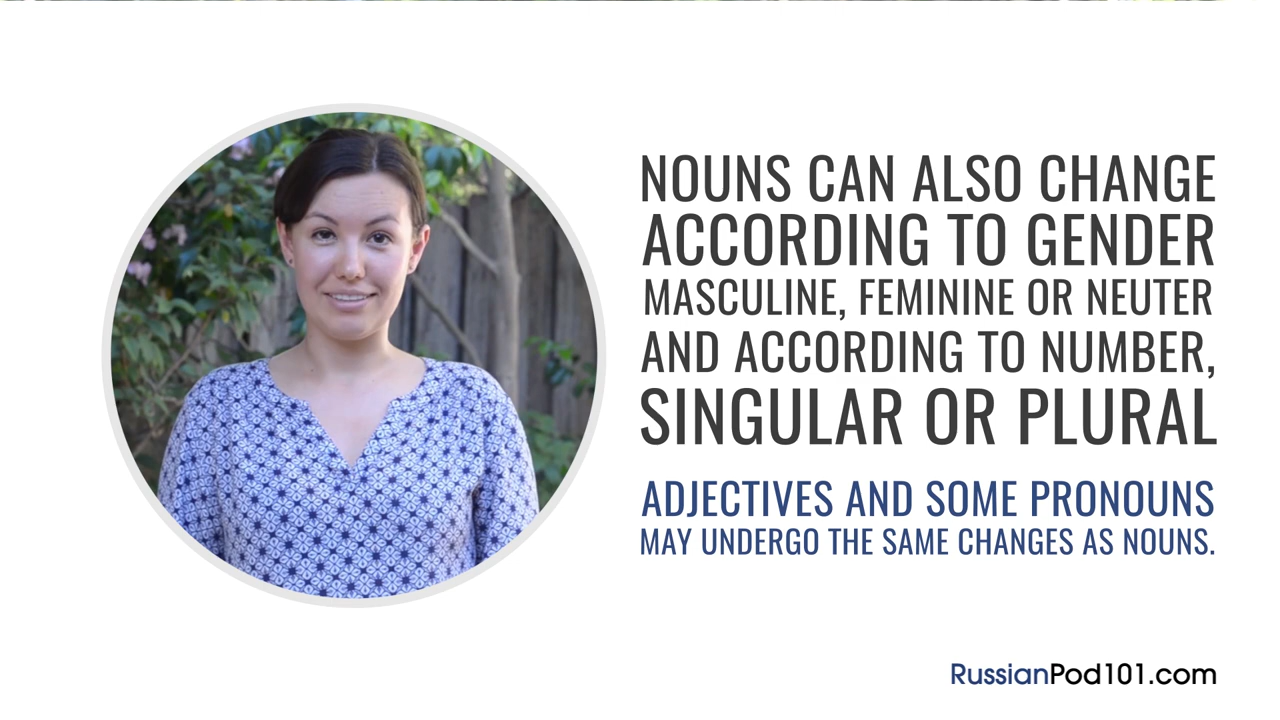 NOUNS CAN ALSO CHANGE
ACCORDING TO GENDER
MASCULINE, FEMININE OR NEUTER
AND ACCORDING TO NUMBER,
SINGULAR OR PLURAL
ADJECTIVES AND SOME PRONOUNS
MAY UNDERGO THE SAME CHANGES AS NOUNS.
RussianPod101.com